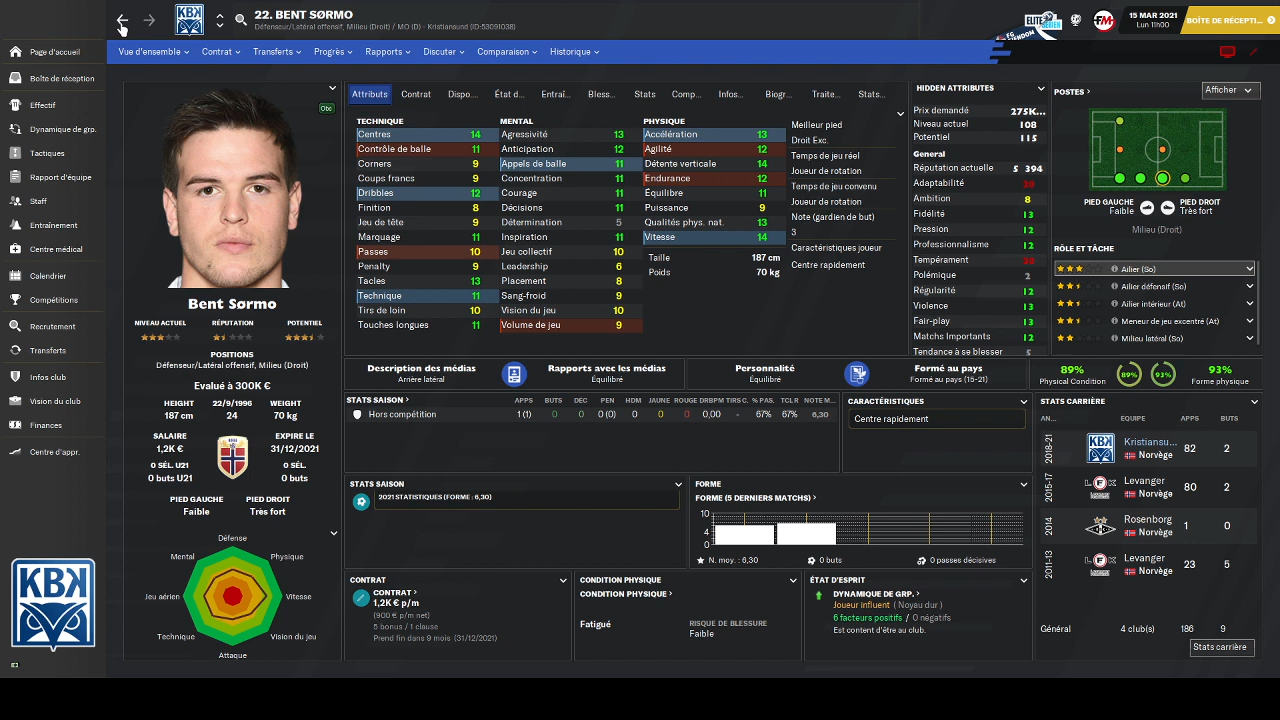 22. BENT SØRMO
Défenseur/Latéral offensif, Milieu (Droit) / MO (D) - Kristiansund (ID:53091038)
15 MAR 2021
Lun 11h00
BOÎTE DE RÉCEPTI...
Page d'accueil
Boîte de réception
Effectif
Dynamique de grp.
Tactiques
Rapport d'équipe
Staff
Entraînement
Centre médical
Calendrier
Compétitions
Recrutement
Transferts
Infos club
Vision du club
Finances
Centre d'appr.
KBK
Vue d'ensemble
Contrat
Transferts
Progrès
Rapports
Discuter
Comparaison
Historique
Obc
Bent Sørmo
NIVEAU ACTUEL RÉPUTATION POTENTIEL
POSITIONS
Défenseur/Latéral offensif, Milieu (Droit)
Evalué à 300K €
HEIGHT 22/9/1996 WEIGHT
187 cm 24 70 kg
SALAIRE EXPIRE LE
1,2K € 31/12/2021
0 SÉL. U21 0 SÉL.
0 buts U21 0 buts
PIED GAUCHE PIED DROIT
Faible Très fort
Défense
Mental Physique
Jeu aérien Vitesse
Technique Vision du jeu
Attaque
Attributs Contrat Dispo... État d... Entraî... Bless... Stats Comp... Infos... Biogr... Traite... Stats...
TECHNIQUE
Centres 14
Contrôle de balle 11
Corners 9
Coups francs 9
Dribbles 12
Finition 8
Jeu de tête 9
Marquage 11
Passes 10
Penalty 9
Tacles 13
Technique 11
Tirs de loin 10
Touches longues 11
MENTAL
Agressivité 13
Anticipation 12
Appels de balle 11
Concentration 11
Courage 11
Décisions 11
Détermination 5
Inspiration 11
Jeu collectif 10
Leadership 6
Placement 8
Sang-froid 9
Vision du jeu 10
Volume de jeu 9
PHYSIQUE
Accélération 13
Agilité 12
Détente verticale 14
Endurance 12
Équilibre 11
Puissance 9
Qualités phys. nat. 13
Vitesse 14
Taille 187 cm
Poids 70 kg
Meilleur pied
Droit Exc.
Temps de jeu réel
Joueur de rotation
Temps de jeu convenu
Joueur de rotation
Note (gardien de but)
3
Caractéristiques joueur
Centre rapidement
HIDDEN ATTRIBUTES
Prix demandé 275K...
Niveau actuel 108
Potentiel 115
General
Réputation actuelle 5 394
Adaptabilité 20
Ambition 8
Fidélité 13
Pression 12
Professionnalisme 12
Tempérament 20
Polémique 2
Régularité 12
Violence 13
Fair-play 13
Matchs Importants 12
Tendance à se blesser 5
POSTES
Afficher
PIED GAUCHE PIED DROIT
Faible Très fort
Milieu (Droit)
RÔLE ET TÂCHE
Ailier (So)
Ailier défensif (So)
Ailier intérieur (At)
Meneur de jeu excentré (At)
Milieu latéral (So)
Description des médias
Arrière latéral
Rapports avec les médias
Équilibré
Personnalité
Équilibré
Formé au pays
Formé au pays (15-21)
89%
Physical Condition
89%
93%
93%
Forme physique
STATS SAISON
APPS BUTS DÉC PEN HDM JAUNE ROUGE DRBPM TIRS C. % PAS. TCL R NOTE M...
Hors compétition 1 (1) 0 0 0 (0) 0 0 0 0,00 - 67% 67% 6,30
CARACTÉRISTIQUES
Centre rapidement
STATS SAISON
2021 STATISTIQUES (FORME : 6,30)
FORME
FORME (5 DERNIERS MATCHS)
10
4
0
N. moy. : 6,30 0 buts 0 passes décisives
CONTRAT
CONTRAT
1,2K € p/m
(900 € p/m net)
5 bonus / 1 clause
Prend fin dans 9 mois (31/12/2021)
CONDITION PHYSIQUE
CONDITION PHYSIQUE
Fatigué
RISQUE DE BLESSURE
Faible
ÉTAT D'ESPRIT
DYNAMIQUE DE GRP.
Joueur influent ( Noyau dur )
6 facteurs positifs / 0 négatifs
Est content d'être au club.
STATS CARRIÈRE
AN... ÉQUIPE APPS BUTS
2018-21 Kristiansu... Norvège 82 2
2015-17 Levanger Norvège 80 2
2014 Rosenborg Norvège 1 0
2011-13 Levanger Norvège 23 5
Général 4 club(s) 186 9
Stats carrière